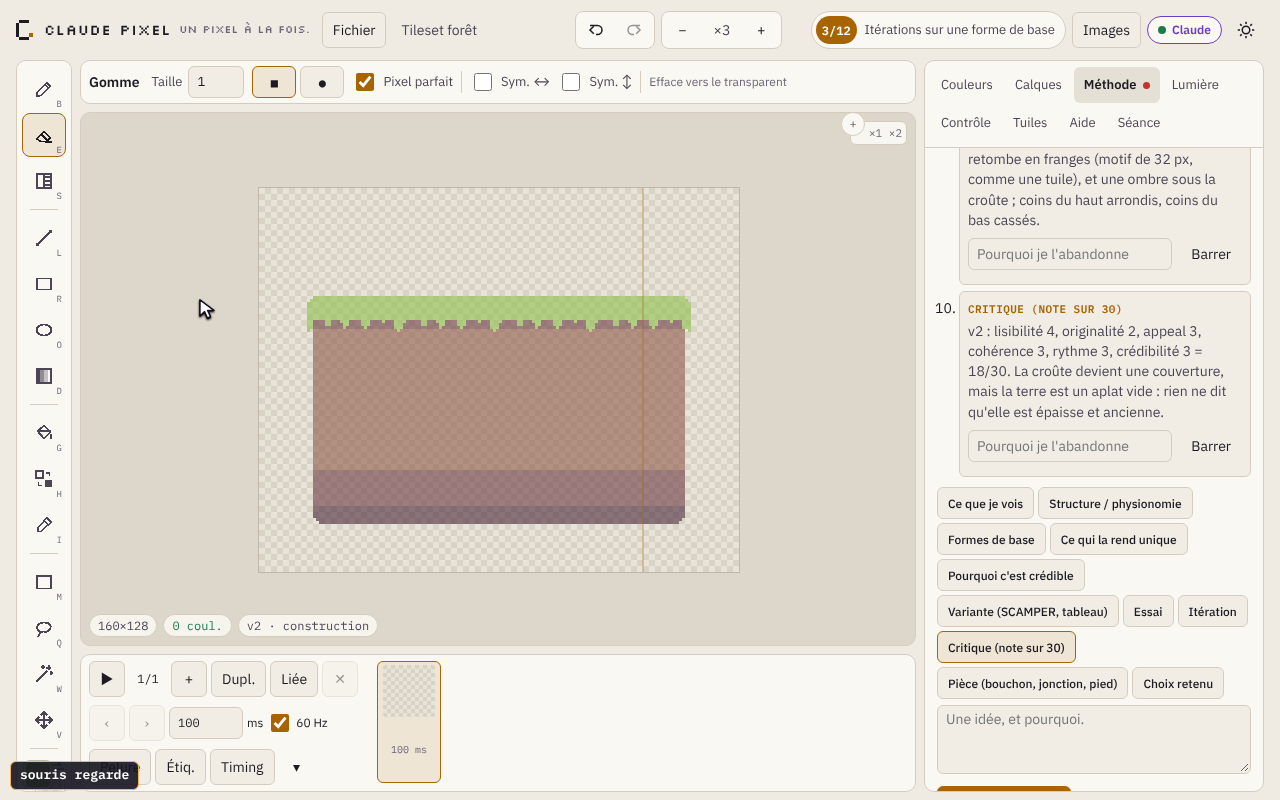 CLAUDE PIXEL UN PIXEL À LA FOIS. Fichier Tileset forêt − ×3 + 3/12 Itérations sur une forme de base Images Claude
Gomme Taille 1 ■ ● Pixel parfait Sym. ↔ Sym. ↕ Efface vers le transparent
B
E
S
L
R
O
D
G
H
I
M
Q
W
V
+ ×1 ×2
160×128 0 coul. v2 · construction
1/1 + Dupl. Liée ✕
‹ › 100 ms 60 Hz
Étiq. Timing ▼
100 ms
souris regarde
Couleurs Calques Méthode Lumière
Contrôle Tuiles Aide Séance
retombe en franges (motif de 32 px,
comme une tuile), et une ombre sous la
croûte ; coins du haut arrondis, coins du
bas cassés.
Pourquoi je l'abandonne Barrer
10. CRITIQUE (NOTE SUR 30)
v2 : lisibilité 4, originalité 2, appeal 3,
cohérence 3, rythme 3, crédibilité 3 =
18/30. La croûte devient une couverture,
mais la terre est un aplat vide : rien ne dit
qu'elle est épaisse et ancienne.
Pourquoi je l'abandonne Barrer
Ce que je vois Structure / physionomie
Formes de base Ce qui la rend unique
Pourquoi c'est crédible
Variante (SCAMPER, tableau) Essai Itération
Critique (note sur 30)
Pièce (bouchon, jonction, pied) Choix retenu
Une idée, et pourquoi.